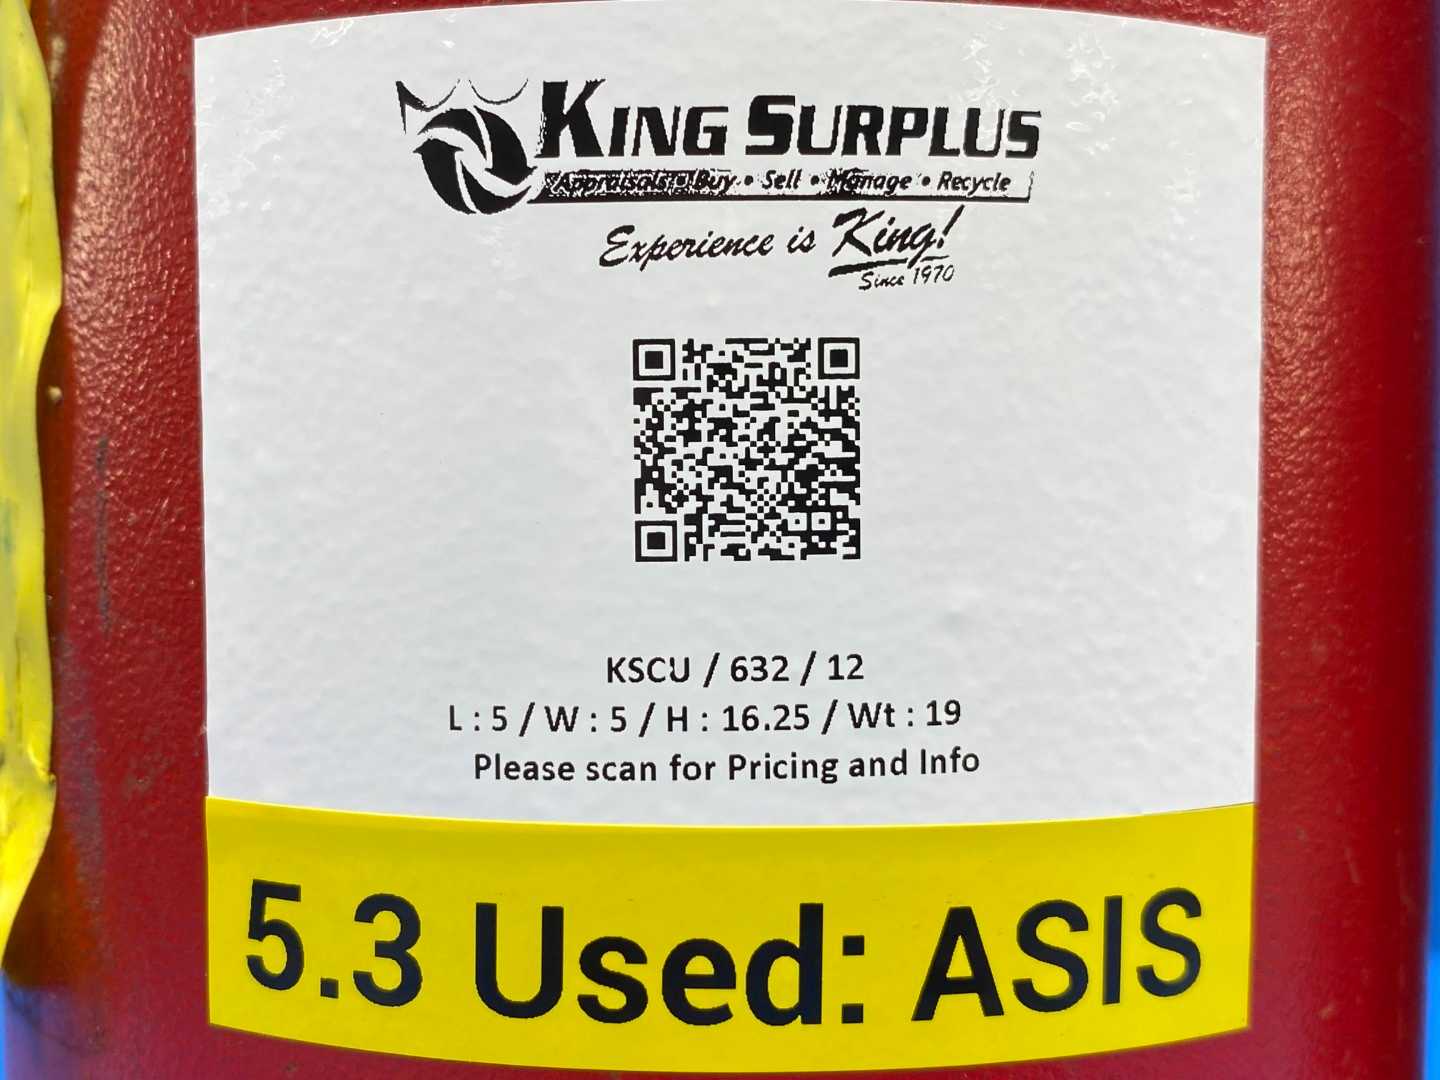 KING SURPLUS
Appraisals • Buy • Sell • Manage • Recycle
Experience is King!
Since 1970
KSCU / 632 / 12
L : 5 / W : 5 / H : 16.25 / Wt : 19
Please scan for Pricing and Info
5.3 Used: ASIS